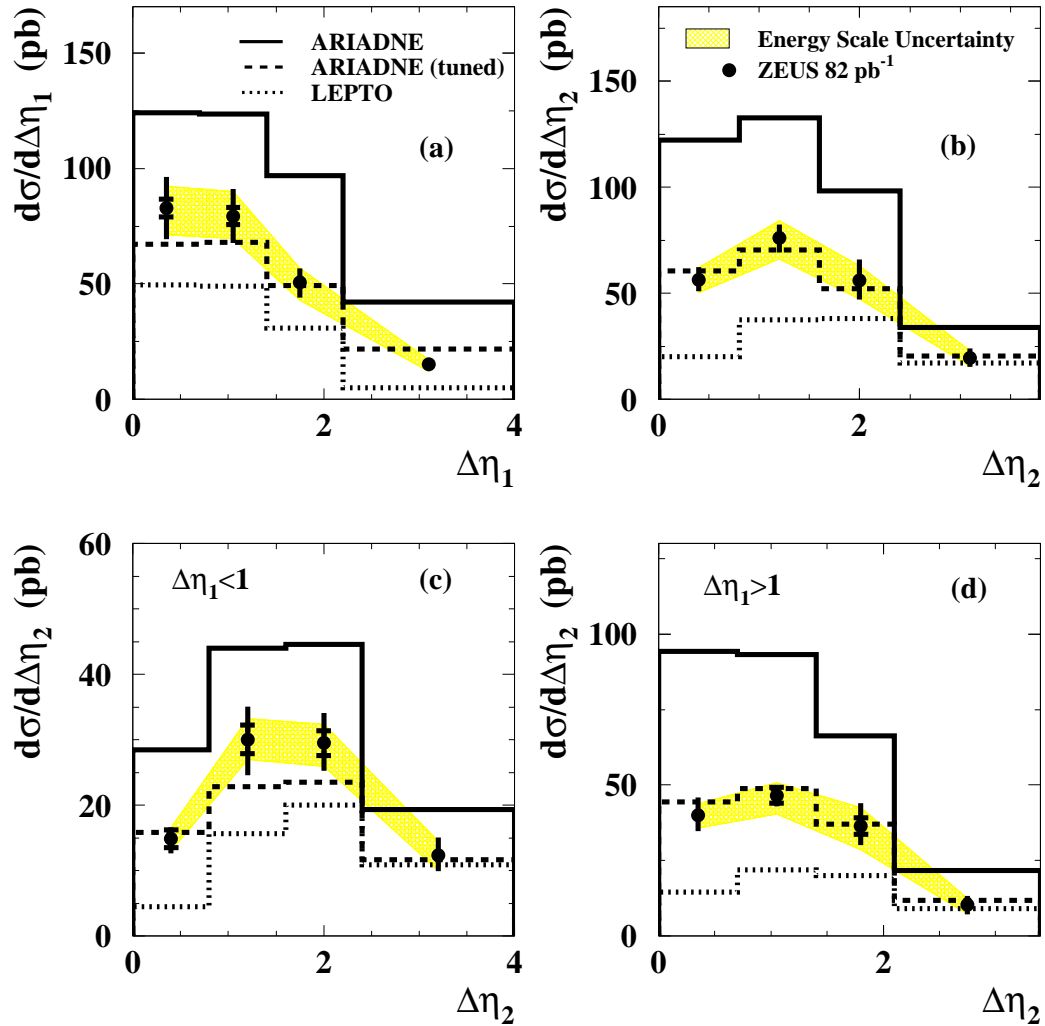 dσ/dΔη₁ (pb)
150
100
50
0
ARIADNE
ARIADNE (tuned)
LEPTO
(a)
0 2 4
Δη₁
dσ/dΔη₂ (pb)
150
100
50
0
Energy Scale Uncertainty
ZEUS 82 pb⁻¹
(b)
0 2
Δη₂
dσ/dΔη₂ (pb)
60
40
20
0
Δη₁<1
(c)
0 2 4
Δη₂
dσ/dΔη₂ (pb)
100
50
0
Δη₁>1
(d)
0 2
Δη₂